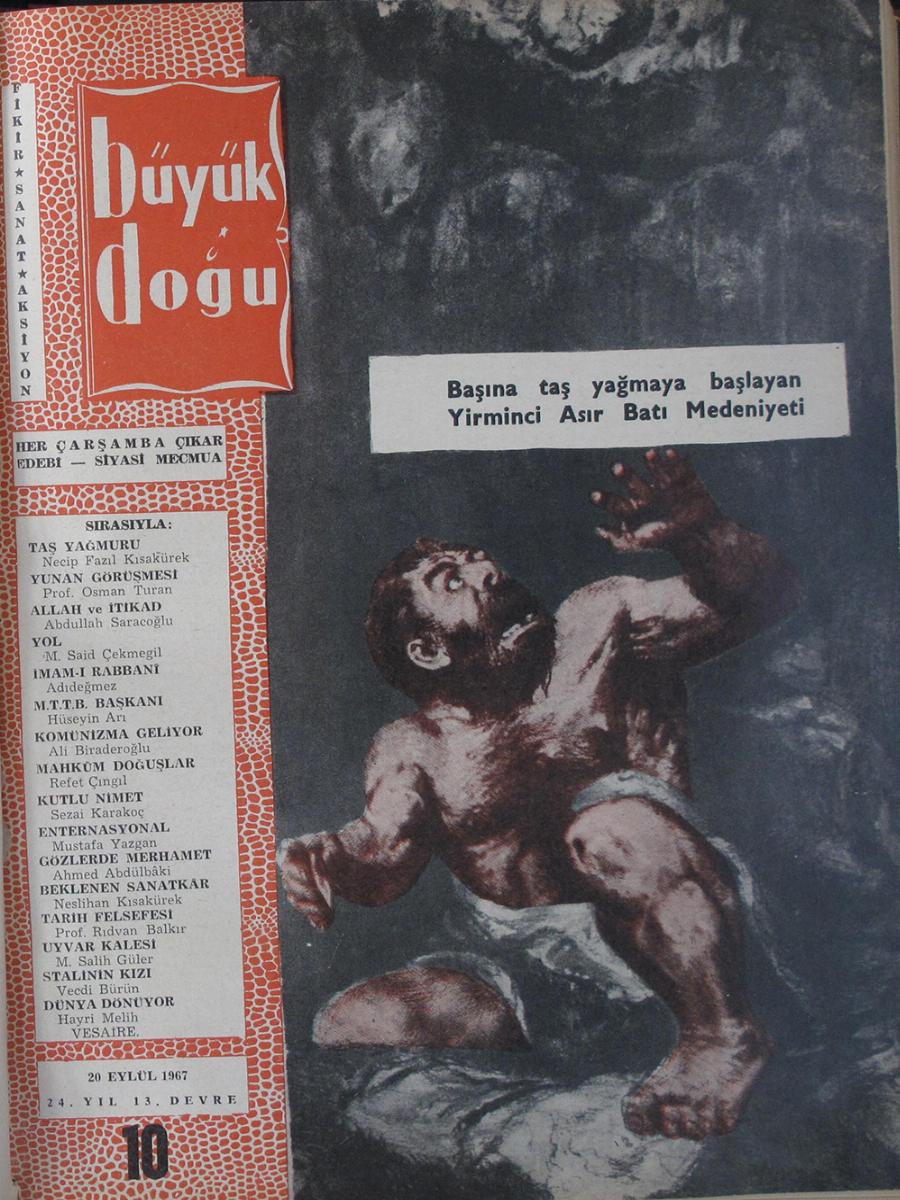 FİKİR★SANAT★AKSİYON
büyük
doğu
HER ÇARŞAMBA ÇIKAR
EDEBİ — SİYASİ MECMUA
SIRASIYLA:
TAŞ YAĞMURU
Necip Fazıl Kısakürek
YUNAN GÖRÜŞMESİ
Prof. Osman Turan
ALLAH ve İTİKAD
Abdullah Saracoğlu
YOL
M. Said Çekmegil
İMAM-I RABBANÎ
Adıdeğmez
M.T.T.B. BAŞKANI
Hüseyin Arı
KOMÜNİZMA GELİYOR
Ali Biraderoğlu
MAHKÛM DOĞUŞLAR
Refet Çıngıl
KUTLU NİMET
Sezai Karakoç
ENTERNASYONAL
Mustafa Yazgan
GÖZLERDE MERHAMET
Ahmed Abdülbâki
BEKLENEN SANATKÂR
Neslihan Kısakürek
TARİH FELSEFESİ
Prof. Rıdvan Balkır
UYVAR KALESİ
M. Salih Güler
STALİNİN KIZI
Vecdi Bürün
DÜNYA DÖNÜYOR
Hayri Melih
VESAİRE.
20 EYLÜL 1967
24. YIL 13. DEVRE
10
Başına taş yağmaya başlayan
Yirminci Asır Batı Medeniyeti